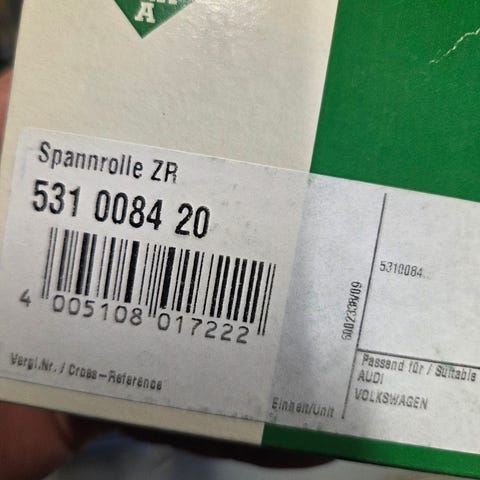 A
Spannrolle ZR
531 0084 20
4 005108 017222
Vergl.Nr. / Cross-Reference
Einheit/Unit
5310084..
Passend für / Suitable
AUDI
VOLKSWAGEN